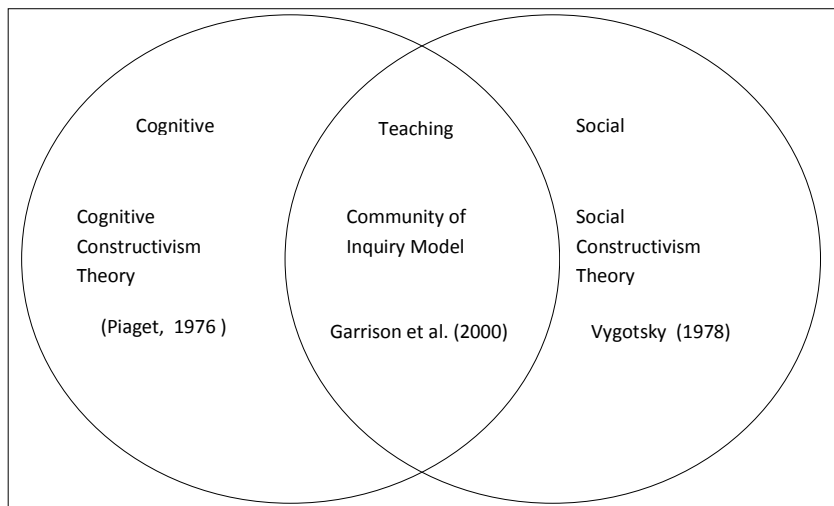 Cognitive
Teaching
Social
Cognitive
Constructivism
Theory
(Piaget, 1976 )
Community of
Inquiry Model
Garrison et al. (2000)
Social
Constructivism
Theory
Vygotsky (1978)